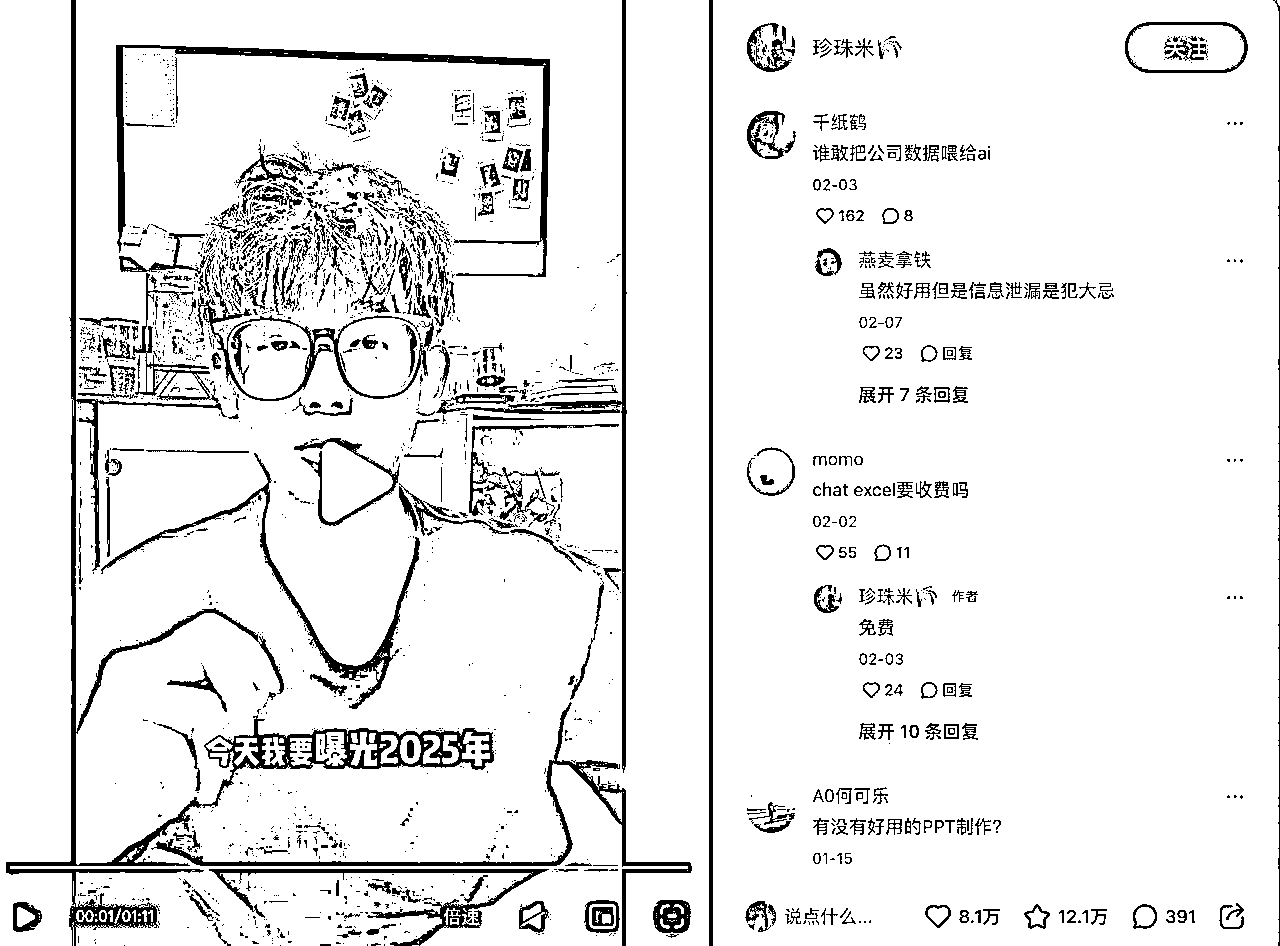 今天我要曝光2025年
00:01/01:11
倍速
珍珠米
关注
千纸鹤
谁敢把公司数据喂给ai
02-03
162 8
燕麦拿铁
虽然好用但是信息泄漏是犯大忌
02-07
23 回复
展开 7 条回复
momo
chat excel要收费吗
02-02
55 11
珍珠米 作者
免费
02-03
24 回复
展开 10 条回复
A0何可乐
有没有好用的PPT制作?
01-15
说点什么... 8.1万 12.1万 391